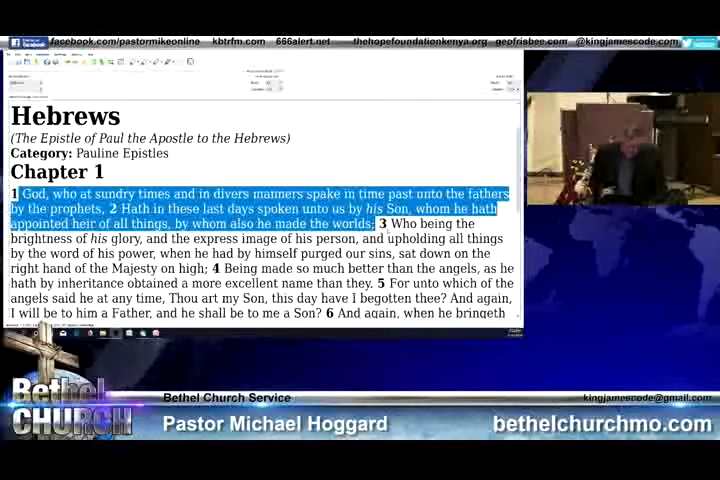 facebook.com/pastormikeonline kbtrfm.com 666alert.net thehopefoundationkenya.org geofrisbee.com @kingjamescode.com
Hebrews
(The Epistle of Paul the Apostle to the Hebrews)
Category: Pauline Epistles
Chapter 1
1 God, who at sundry times and in divers manners spake in time past unto the fathers
by the prophets, 2 Hath in these last days spoken unto us by his Son, whom he hath
appointed heir of all things, by whom also he made the worlds; 3 Who being the
brightness of his glory, and the express image of his person, and upholding all things
by the word of his power, when he had by himself purged our sins, sat down on the
right hand of the Majesty on high; 4 Being made so much better than the angels, as he
hath by inheritance obtained a more excellent name than they. 5 For unto which of the
angels said he at any time, Thou art my Son, this day have I begotten thee? And again,
I will be to him a Father, and he shall be to me a Son? 6 And again, when he bringeth
Bethel
CHURCH
Bethel Church Service
kingjamescode@gmail.com
Pastor Michael Hoggard
bethelchurchmo.com